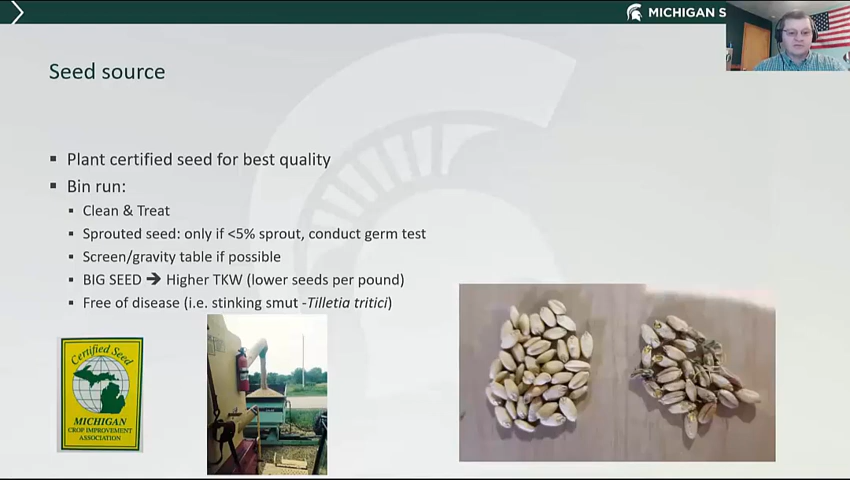 MICHIGAN S
Seed source
▪ Plant certified seed for best quality
▪ Bin run:
▪ Clean & Treat
▪ Sprouted seed: only if <5% sprout, conduct germ test
▪ Screen/gravity table if possible
▪ BIG SEED ➔ Higher TKW (lower seeds per pound)
▪ Free of disease (i.e. stinking smut -Tilletia tritici)
Certified Seed
MICHIGAN
CROP IMPROVEMENT
ASSOCIATION